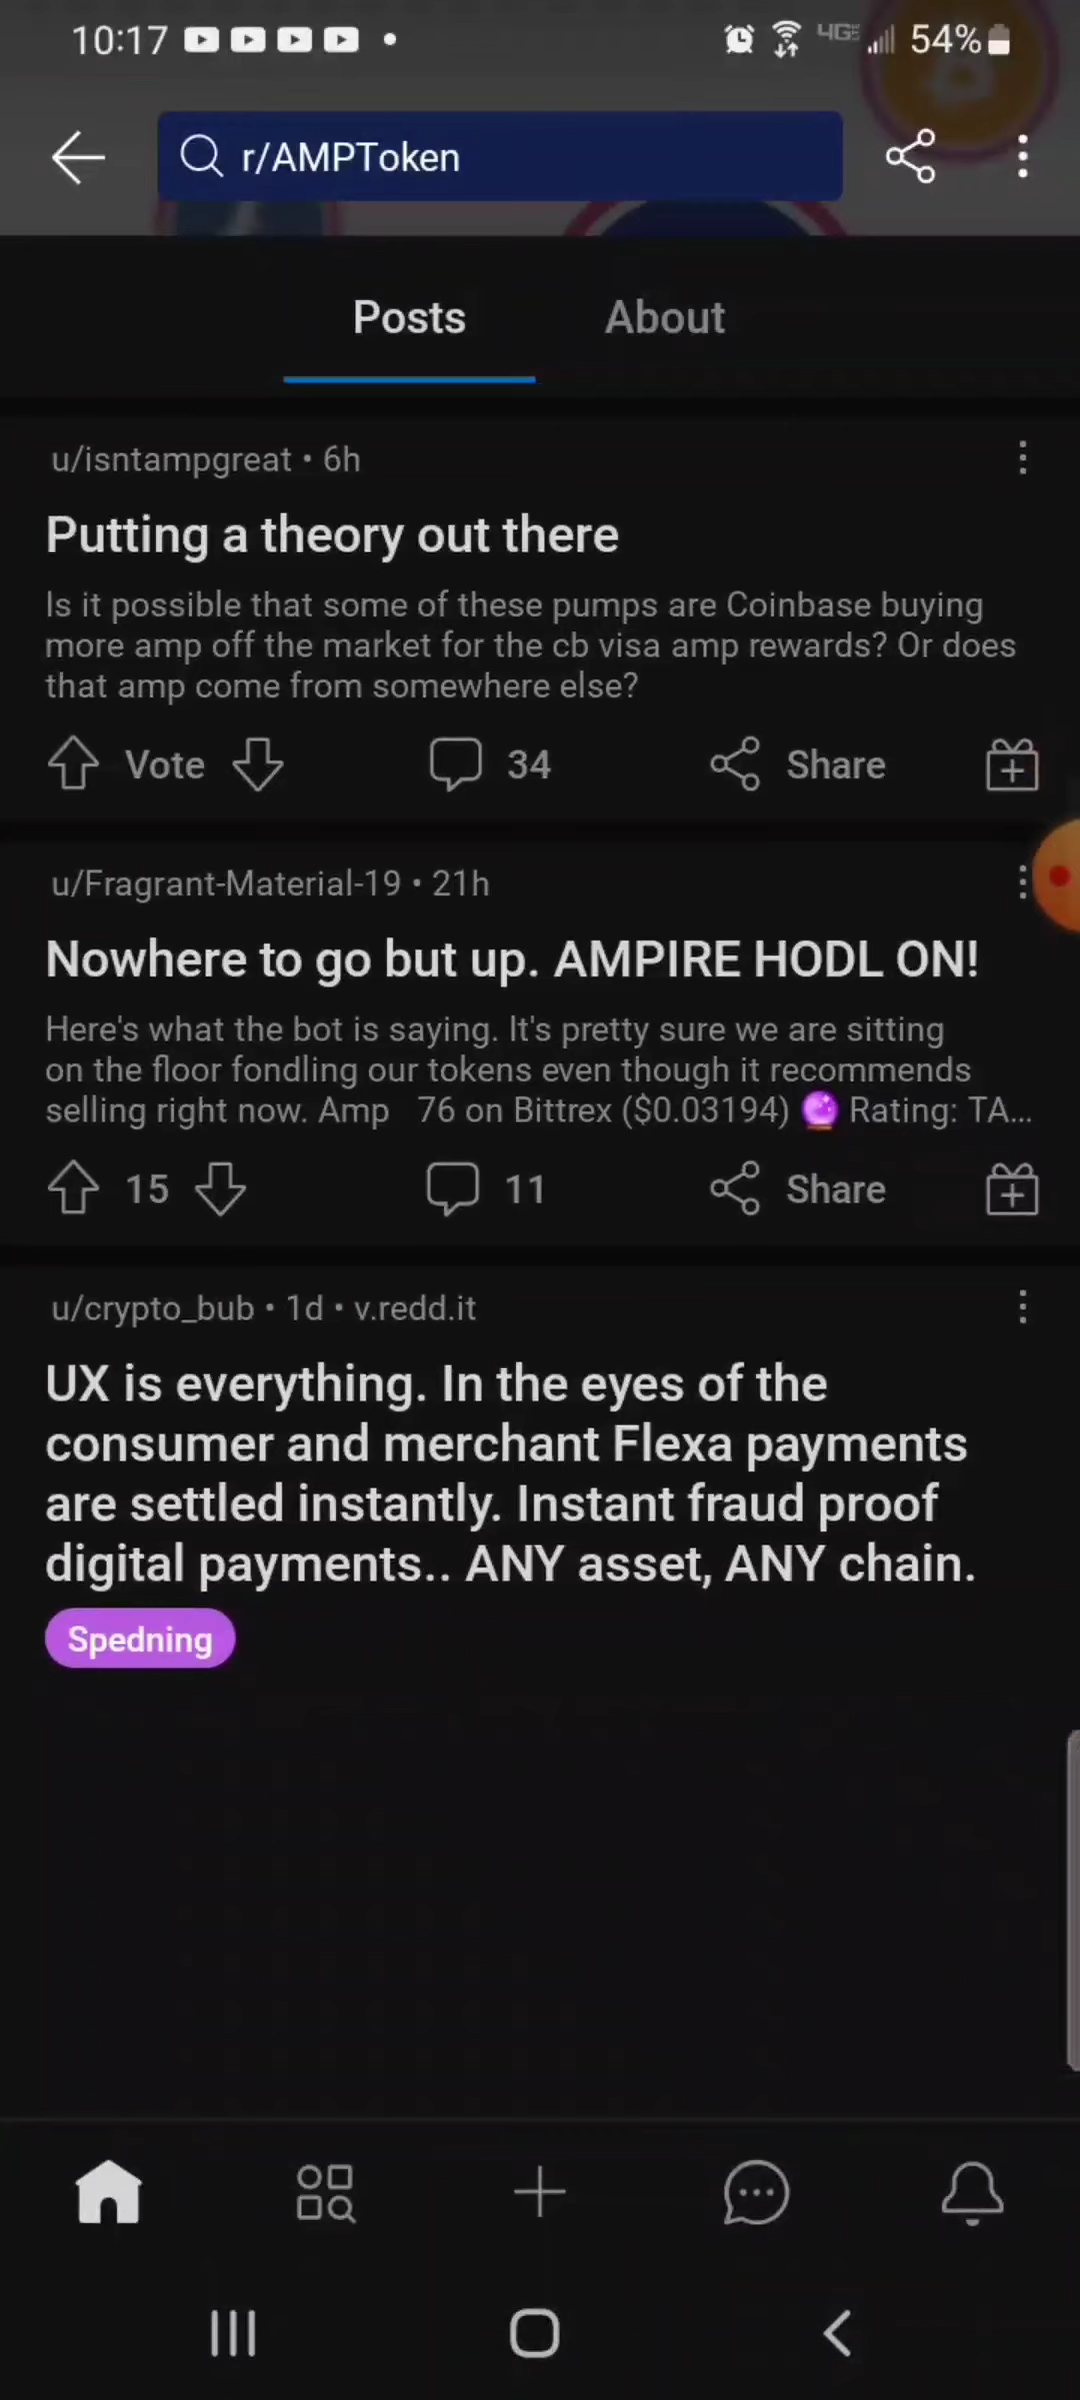 10:17
4G 54%
r/AMPToken
Posts About
u/isntampgreat • 6h
Putting a theory out there
Is it possible that some of these pumps are Coinbase buying
more amp off the market for the cb visa amp rewards? Or does
that amp come from somewhere else?
Vote 34 Share
u/Fragrant-Material-19 • 21h
Nowhere to go but up. AMPIRE HODL ON!
Here's what the bot is saying. It's pretty sure we are sitting
on the floor fondling our tokens even though it recommends
selling right now. Amp 76 on Bittrex ($0.03194) 🔮 Rating: TA...
15 11 Share
u/crypto_bub • 1d • v.redd.it
UX is everything. In the eyes of the
consumer and merchant Flexa payments
are settled instantly. Instant fraud proof
digital payments.. ANY asset, ANY chain.
Spedning